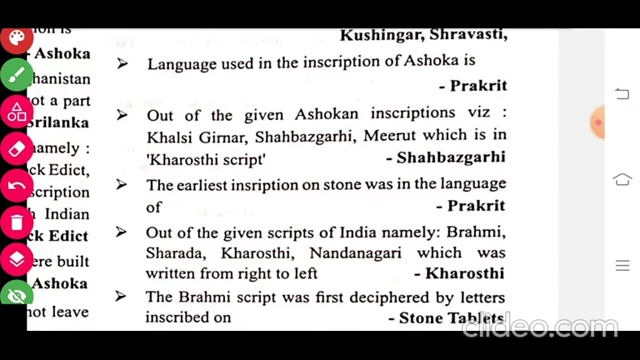 Kushingar, Shravasti,
- Ashoka
➤ Language used in the inscription of Ashoka is
hanistan
- Prakrit
ot a part
Srilanka
➤ Out of the given Ashokan inscriptions viz :
Khalsi Girnar, Shahbazgarhi, Meerut which is in
namely :
'Kharosthi script' - Shahbazgarhi
ck Edict,
➤ The earliest insription on stone was in the language
scription
of - Prakrit
h Indian
➤ Out of the given scripts of India namely: Brahmi,
ck Edict
Sharada, Kharosthi, Nandanagari which was
ere built
written from right to left - Kharosthi
Ashoka
➤ The Brahmi script was first deciphered by letters
not leave
inscribed on - Stone Tablets
clideo.com